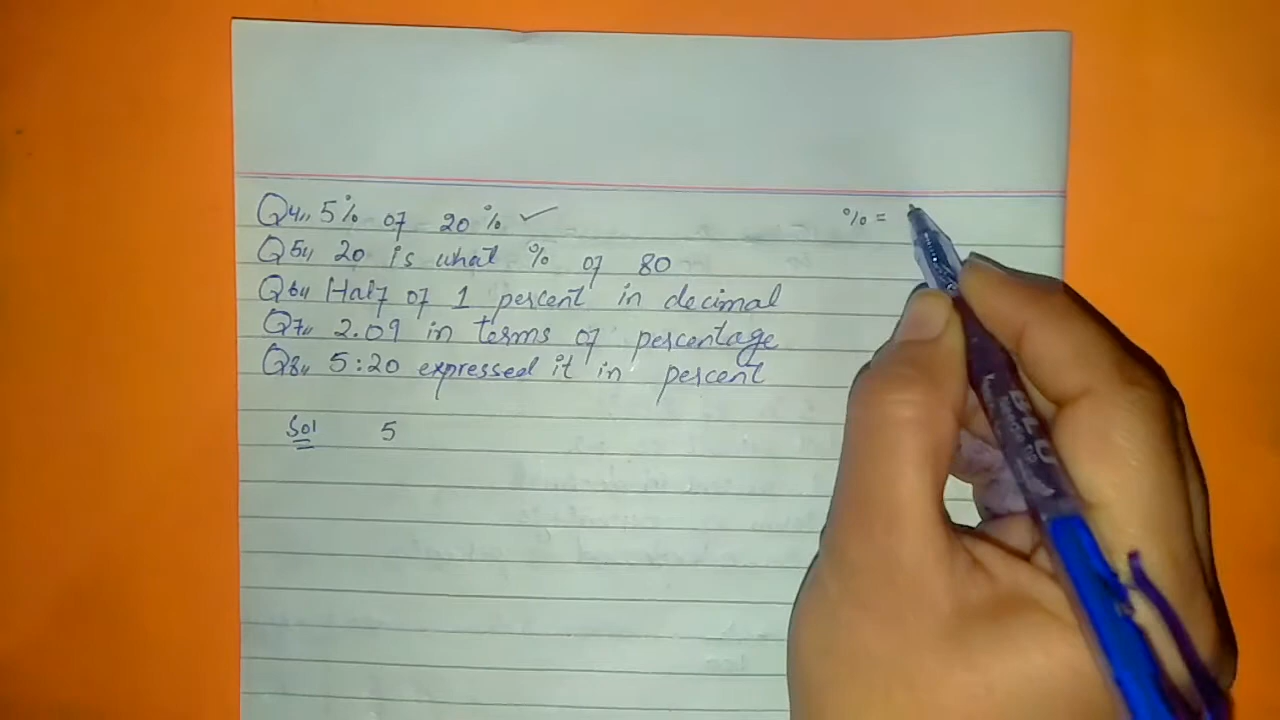 Q4,, 5% of 20% ✓
% =
Q5,, 20 is what % of 80
Q6,, Half of 1 percent in decimal
Q7,, 2.09 in terms of percentage
Q8,, 5:20 expressed it in percent
Sol 5